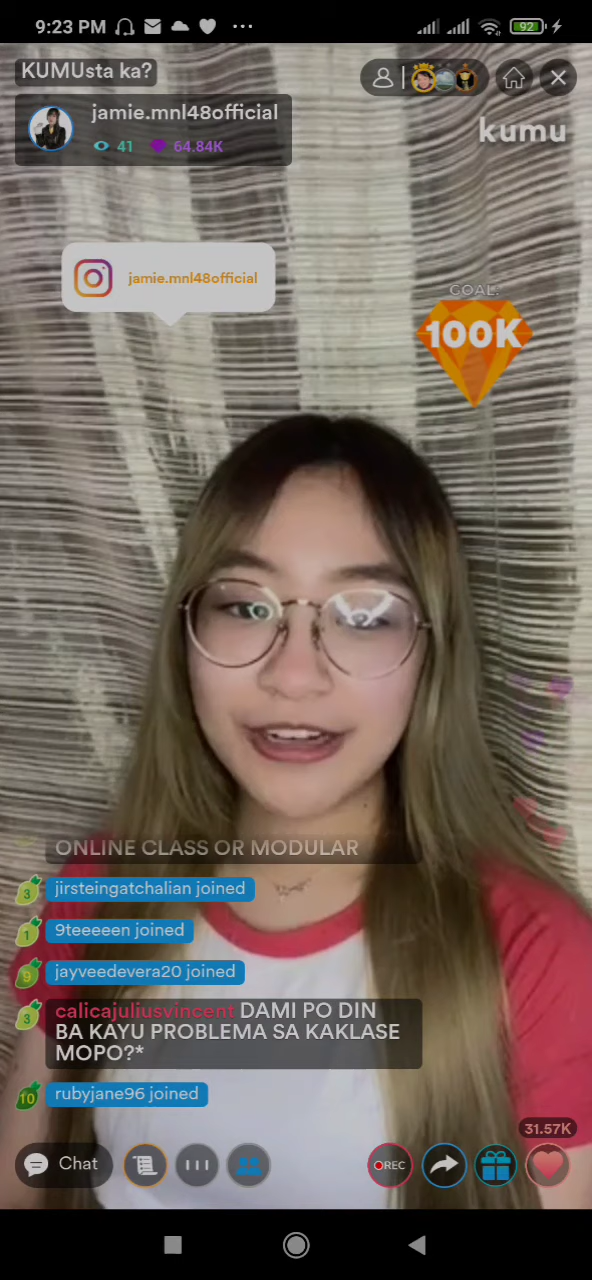 9:23 PM
92
KUMUsta ka?
jamie.mnl48official
41
64.84K
kumu
jamie.mnl48official
GOAL:
100K
ONLINE CLASS OR MODULAR
3
jirsteingatchalian joined
1
9teeeeen joined
9
jayveedevera20 joined
3
calicajuliusvincent DAMI PO DIN
BA KAYU PROBLEMA SA KAKLASE
MOPO?*
10
rubyjane96 joined
31.57K
Chat
REC